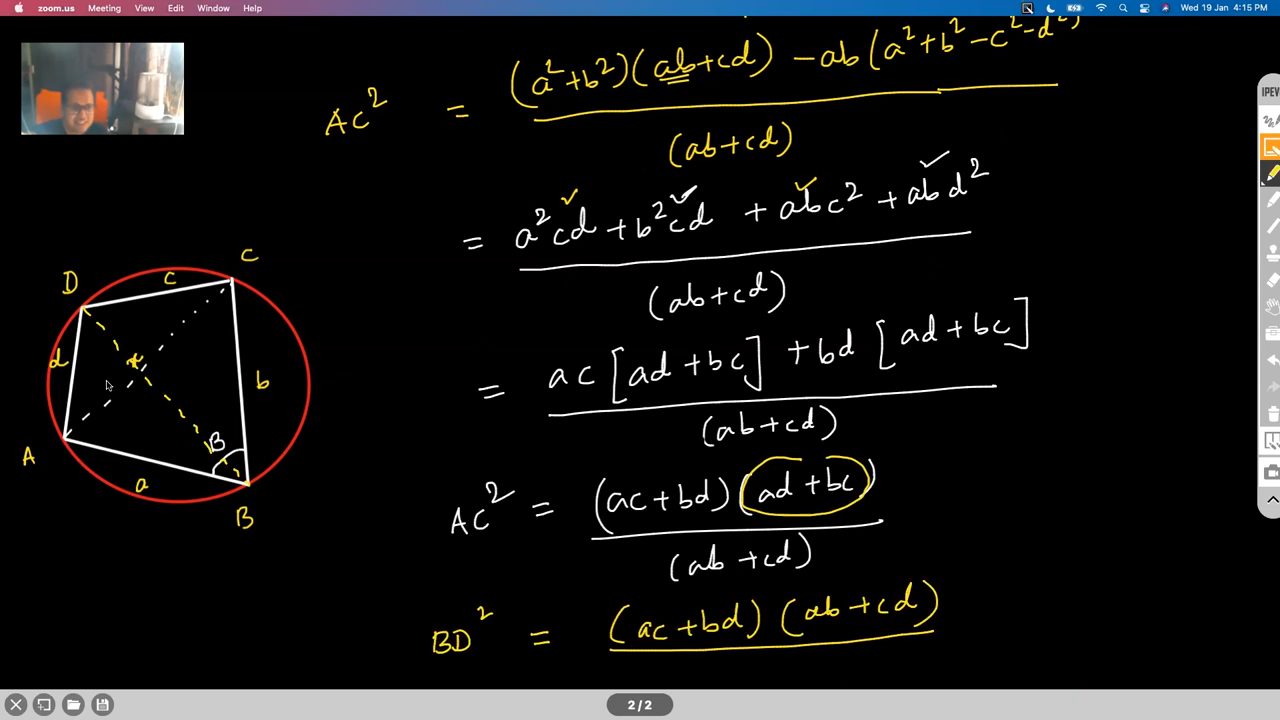 zoom.us Meeting View Edit Window Help Wed 19 Jan 4:15 PM
IPEV
AC² = (a²+b²)(ab+cd) −ab(a²+b²−c²−d²)
(ab+cd)
= a²cd+b²cd + abc² + abd²
(ab+cd)
= ac[ad+bc] + bd[ad+bc]
(ab+cd)
AC² = (ac+bd)(ad+bc)
(ab+cd)
BD² = (ac+bd)(ab+cd)
D
c
C
d
x
b
B
A
a
B
2/2